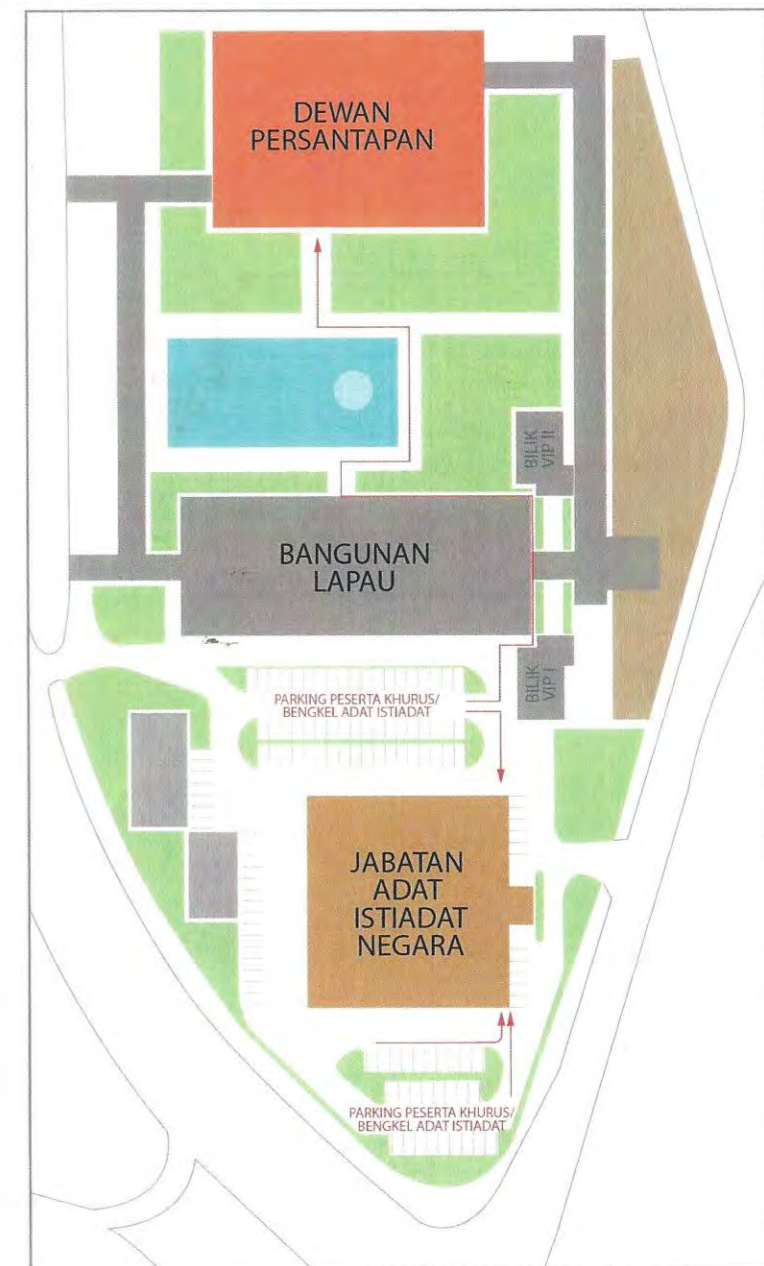 DEWAN
PERSANTAPAN
BILIK
VIP II
BANGUNAN
LAPAU
BILIK
VIP I
PARKING PESERTA KHURUS/
BENGKEL ADAT ISTIADAT
JABATAN
ADAT
ISTIADAT
NEGARA
PARKING PESERTA KHURUS/
BENGKEL ADAT ISTIADAT